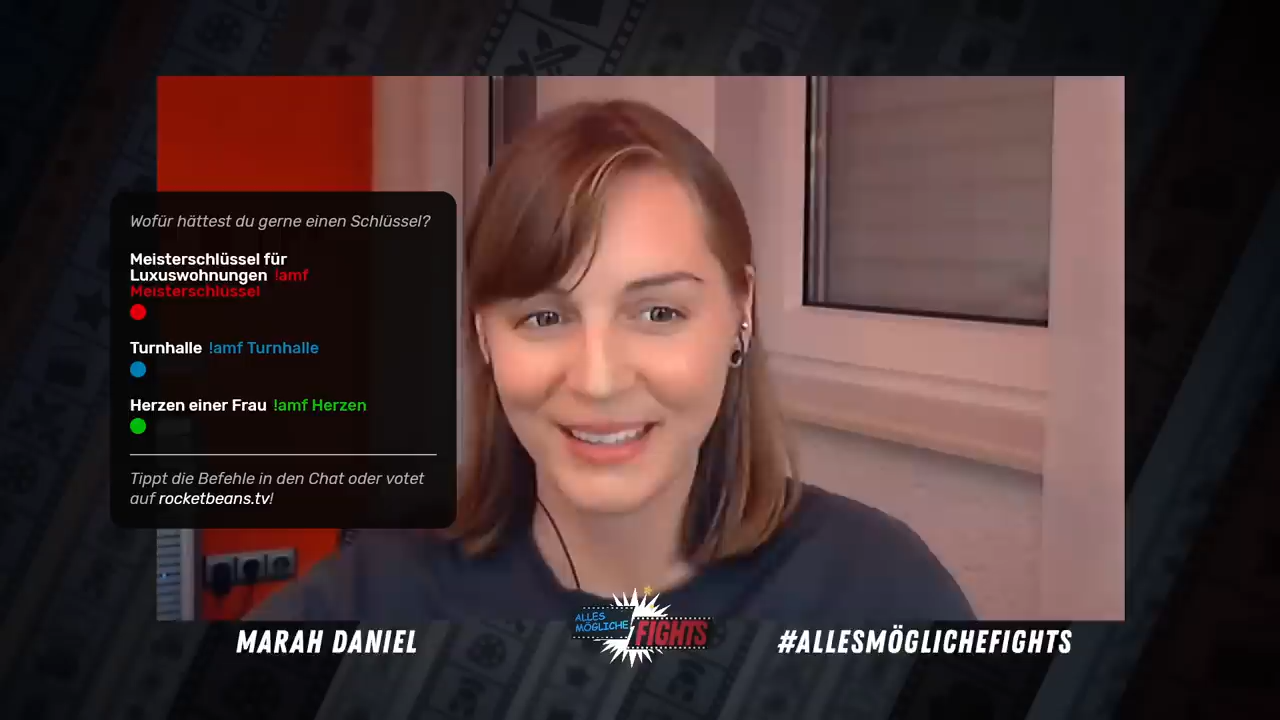 Wofür hättest du gerne einen Schlüssel?
Meisterschlüssel für
Luxuswohnungen !amf
Meisterschlüssel
Turnhalle !amf Turnhalle
Herzen einer Frau !amf Herzen
Tippt die Befehle in den Chat oder votet
auf rocketbeans.tv!
ALLES
MÖGLICHE
FIGHTS
MARAH DANIEL
#ALLESMÖGLICHEFIGHTS